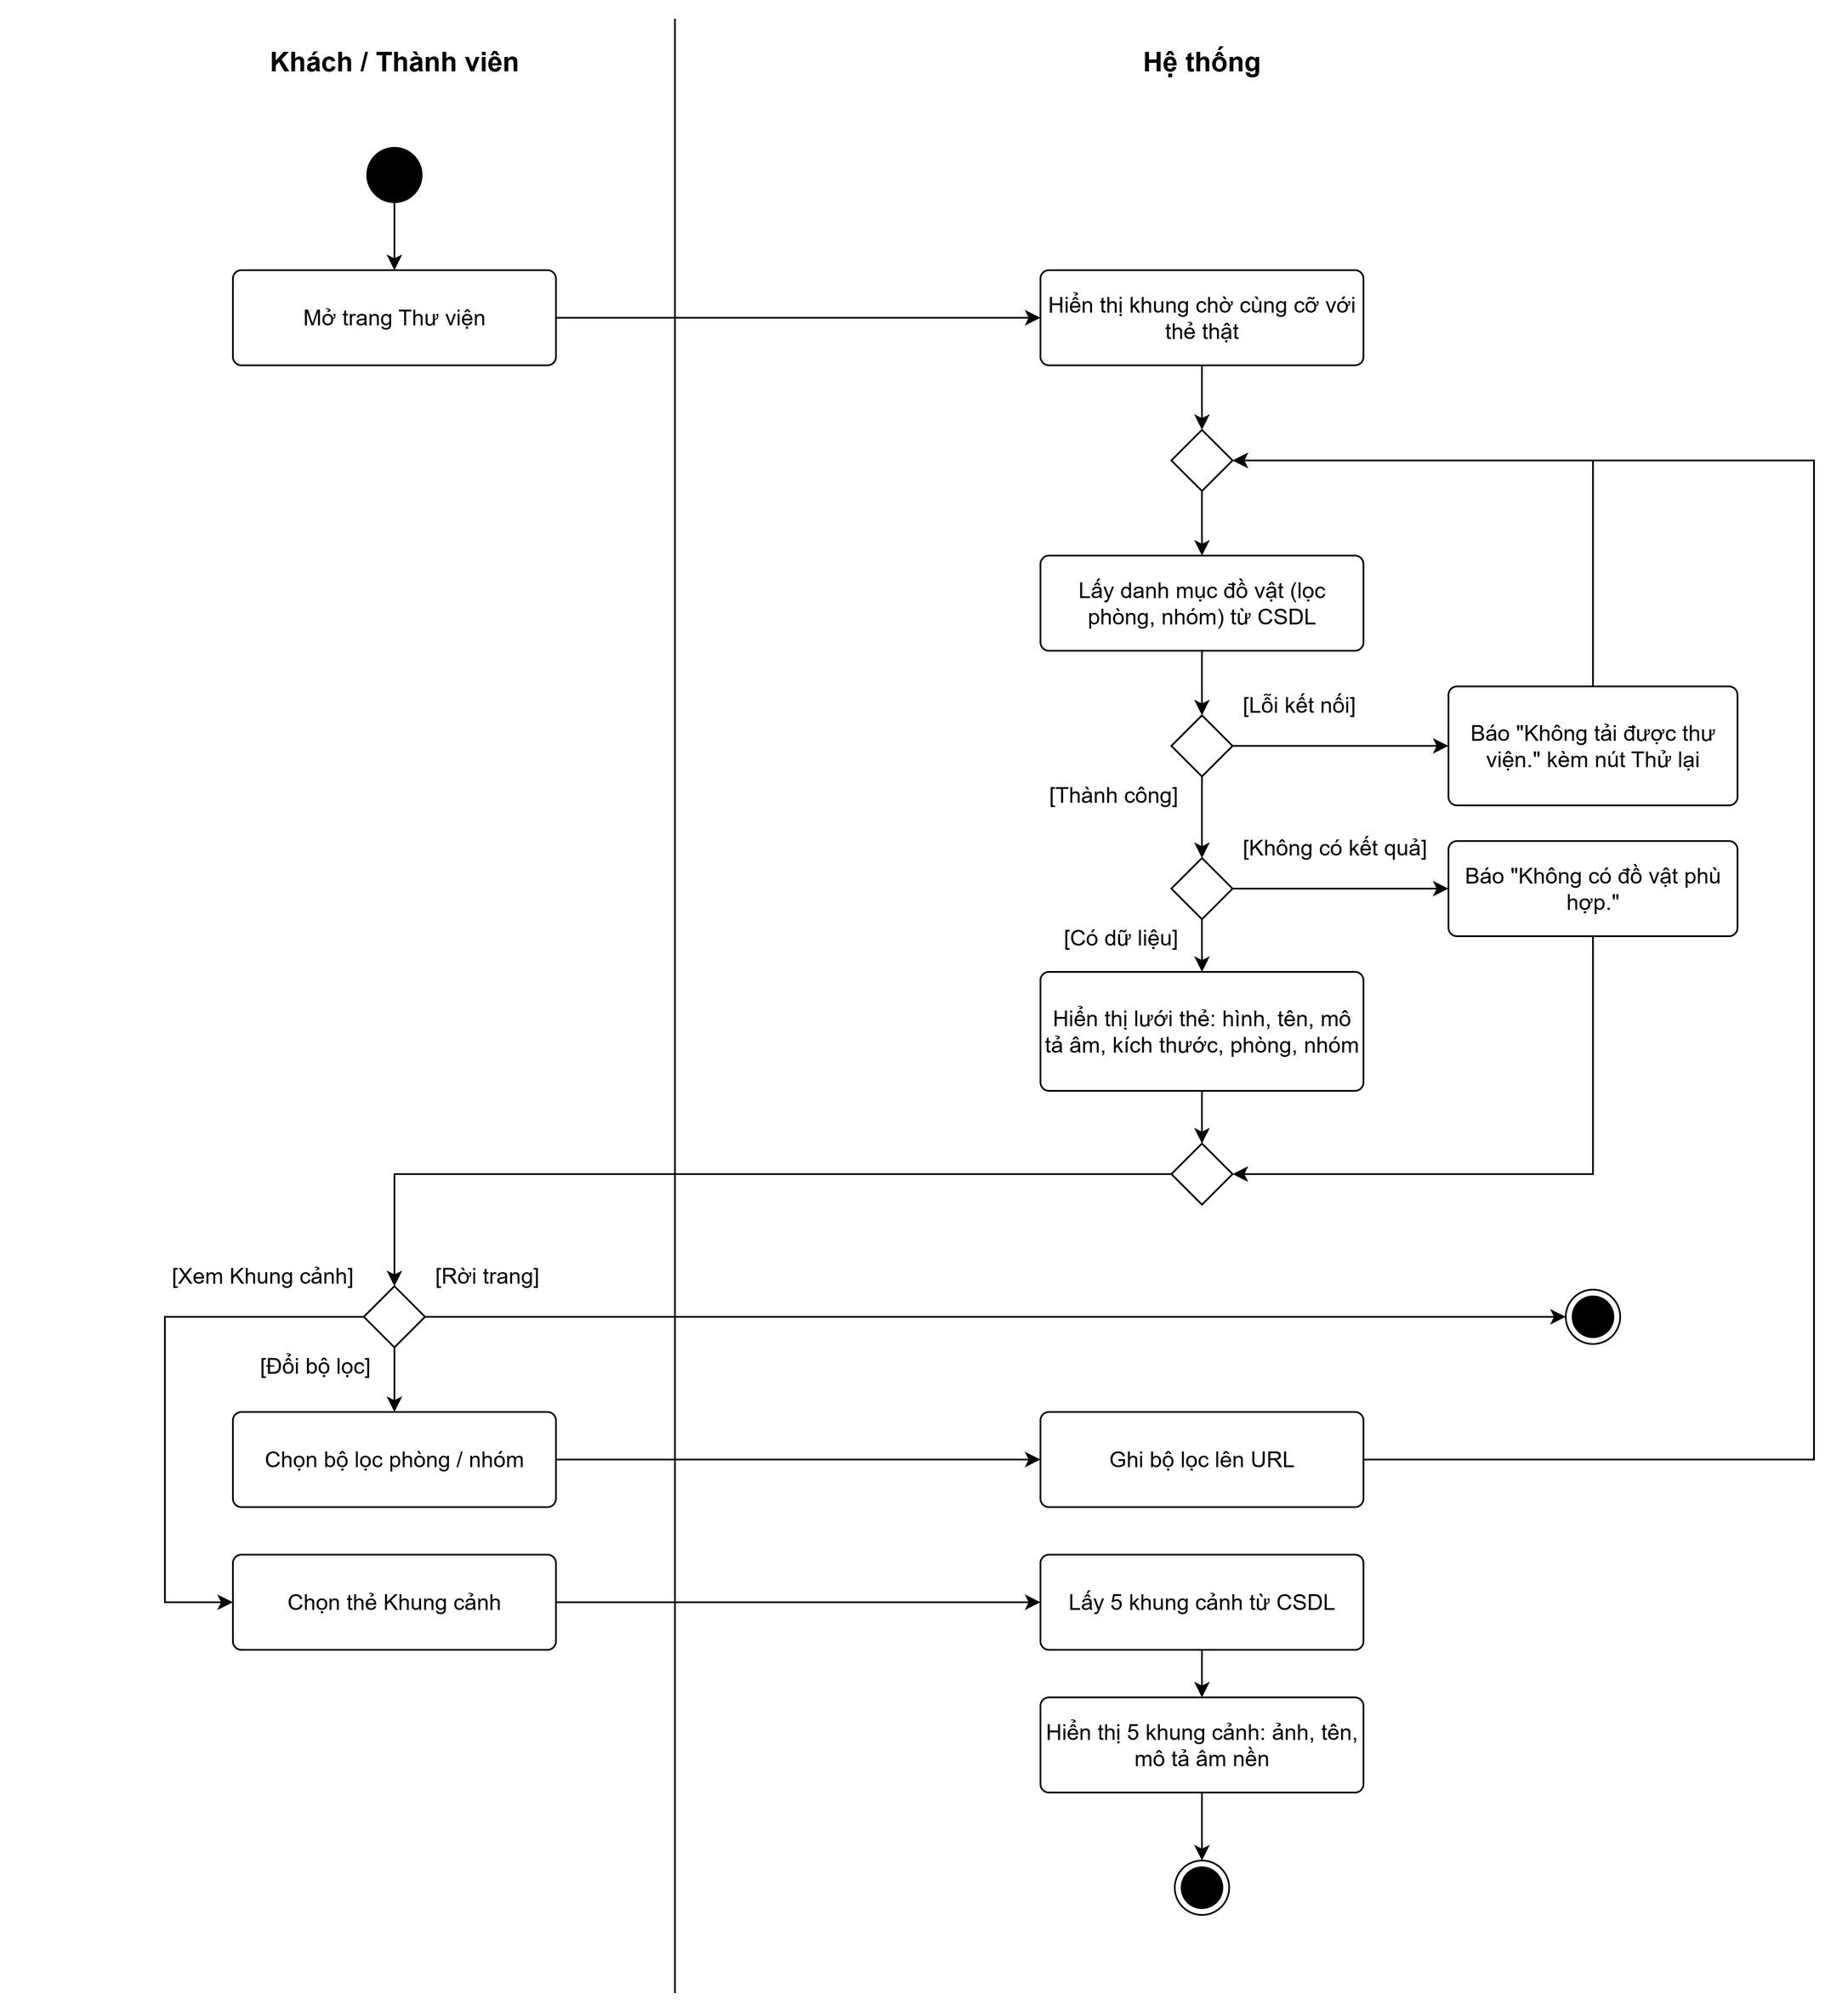 Khách / Thành viên
Hệ thống
Mở trang Thư viện
Hiển thị khung chờ cùng cỡ với
thẻ thật
Lấy danh mục đồ vật (lọc
phòng, nhóm) từ CSDL
[Lỗi kết nối]
Báo "Không tải được thư
viện." kèm nút Thử lại
[Thành công]
[Không có kết quả]
Báo "Không có đồ vật phù
hợp."
[Có dữ liệu]
Hiển thị lưới thẻ: hình, tên, mô
tả âm, kích thước, phòng, nhóm
[Xem Khung cảnh]
[Rời trang]
[Đổi bộ lọc]
Chọn bộ lọc phòng / nhóm
Ghi bộ lọc lên URL
Chọn thẻ Khung cảnh
Lấy 5 khung cảnh từ CSDL
Hiển thị 5 khung cảnh: ảnh, tên,
mô tả âm nền